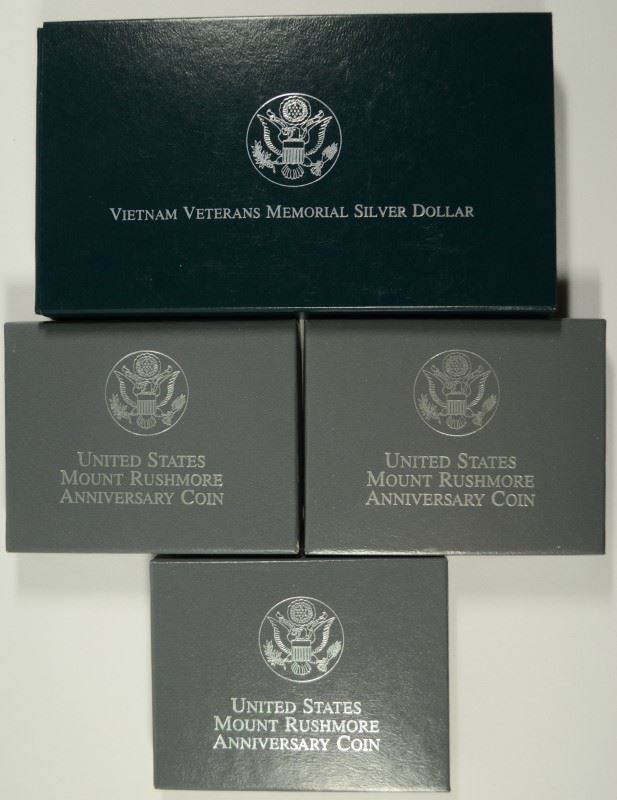 VIETNAM VETERANS MEMORIAL SILVER DOLLAR
UNITED STATES
MOUNT RUSHMORE
ANNIVERSARY COIN
UNITED STATES
MOUNT RUSHMORE
ANNIVERSARY COIN
UNITED STATES
MOUNT RUSHMORE
ANNIVERSARY COIN